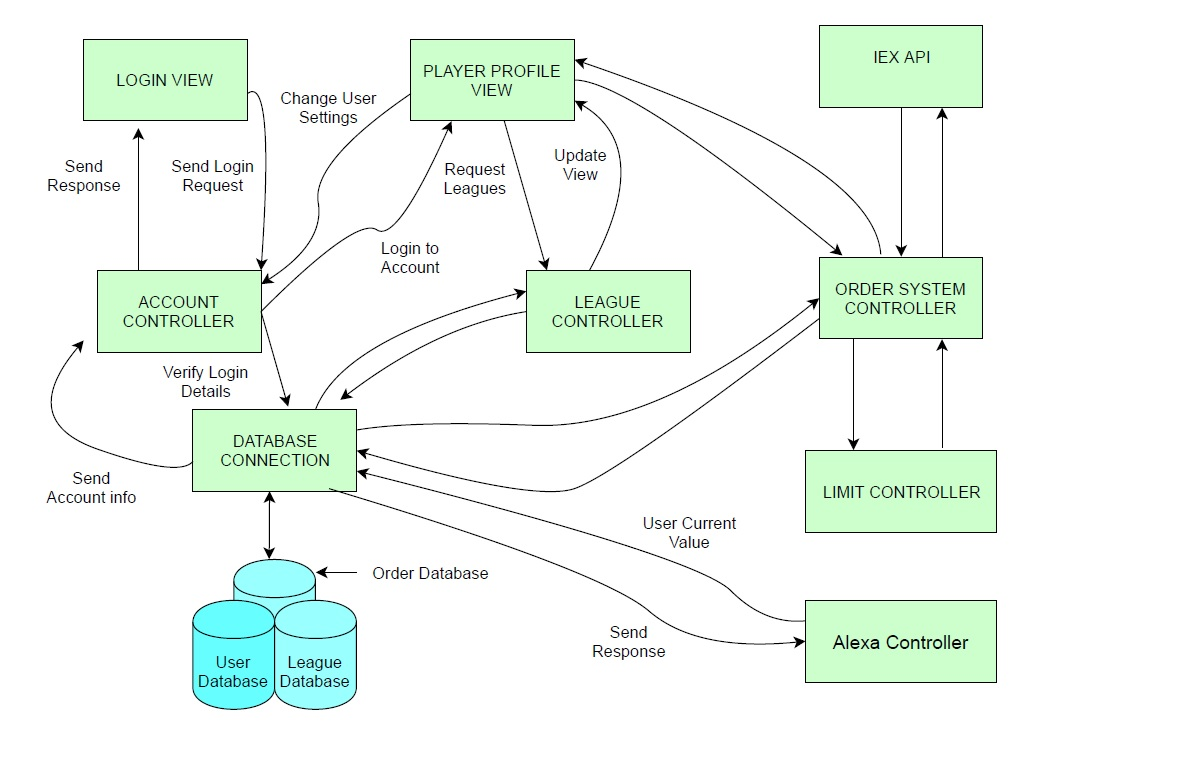 LOGIN VIEW
PLAYER PROFILE
VIEW
IEX API
Change User
Settings
Send
Response
Send Login
Request
Request
Leagues
Update
View
Login to
Account
ACCOUNT
CONTROLLER
LEAGUE
CONTROLLER
ORDER SYSTEM
CONTROLLER
Verify Login
Details
DATABASE
CONNECTION
Send
Account info
LIMIT CONTROLLER
User Current
Value
Order Database
Send
Response
Alexa Controller
User
Database
League
Database